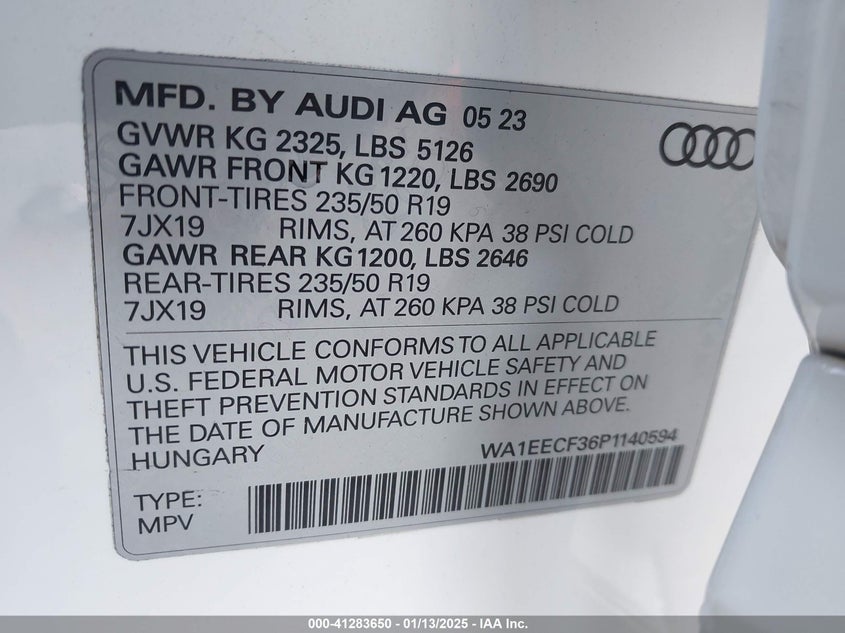 MFD. BY AUDI AG 05 23
GVWR KG 2325, LBS 5126
GAWR FRONT KG 1220, LBS 2690
FRONT-TIRES 235/50 R19
7JX19 RIMS, AT 260 KPA 38 PSI COLD
GAWR REAR KG 1200, LBS 2646
REAR-TIRES 235/50 R19
7JX19 RIMS, AT 260 KPA 38 PSI COLD
THIS VEHICLE CONFORMS TO ALL APPLICABLE
U.S. FEDERAL MOTOR VEHICLE SAFETY AND
THEFT PREVENTION STANDARDS IN EFFECT ON
THE DATE OF MANUFACTURE SHOWN ABOVE.
HUNGARY WA1EECF36P1140594
TYPE:
MPV
000-41283650 - 01/13/2025 - IAA Inc.